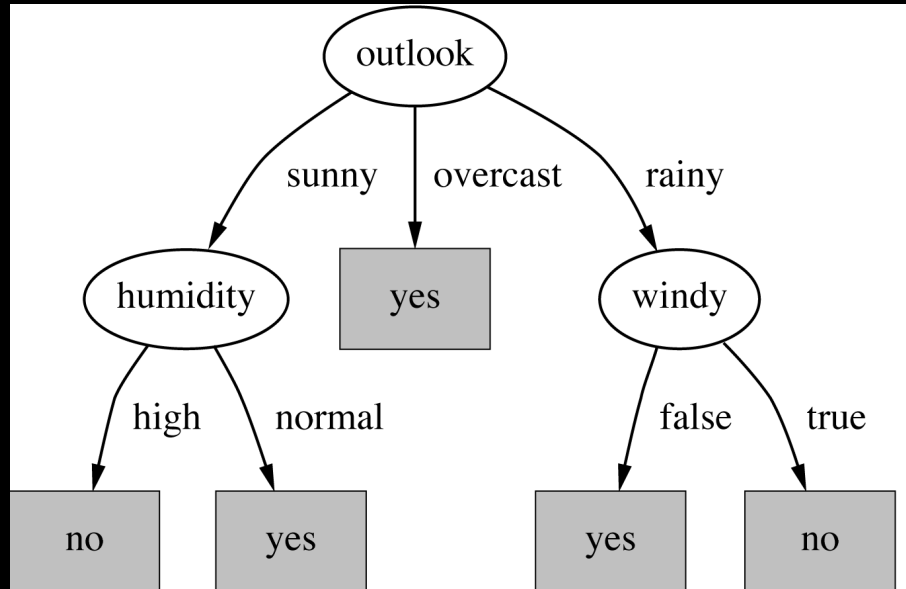 outlook
sunny overcast rainy
humidity yes windy
high normal false true
no yes yes no